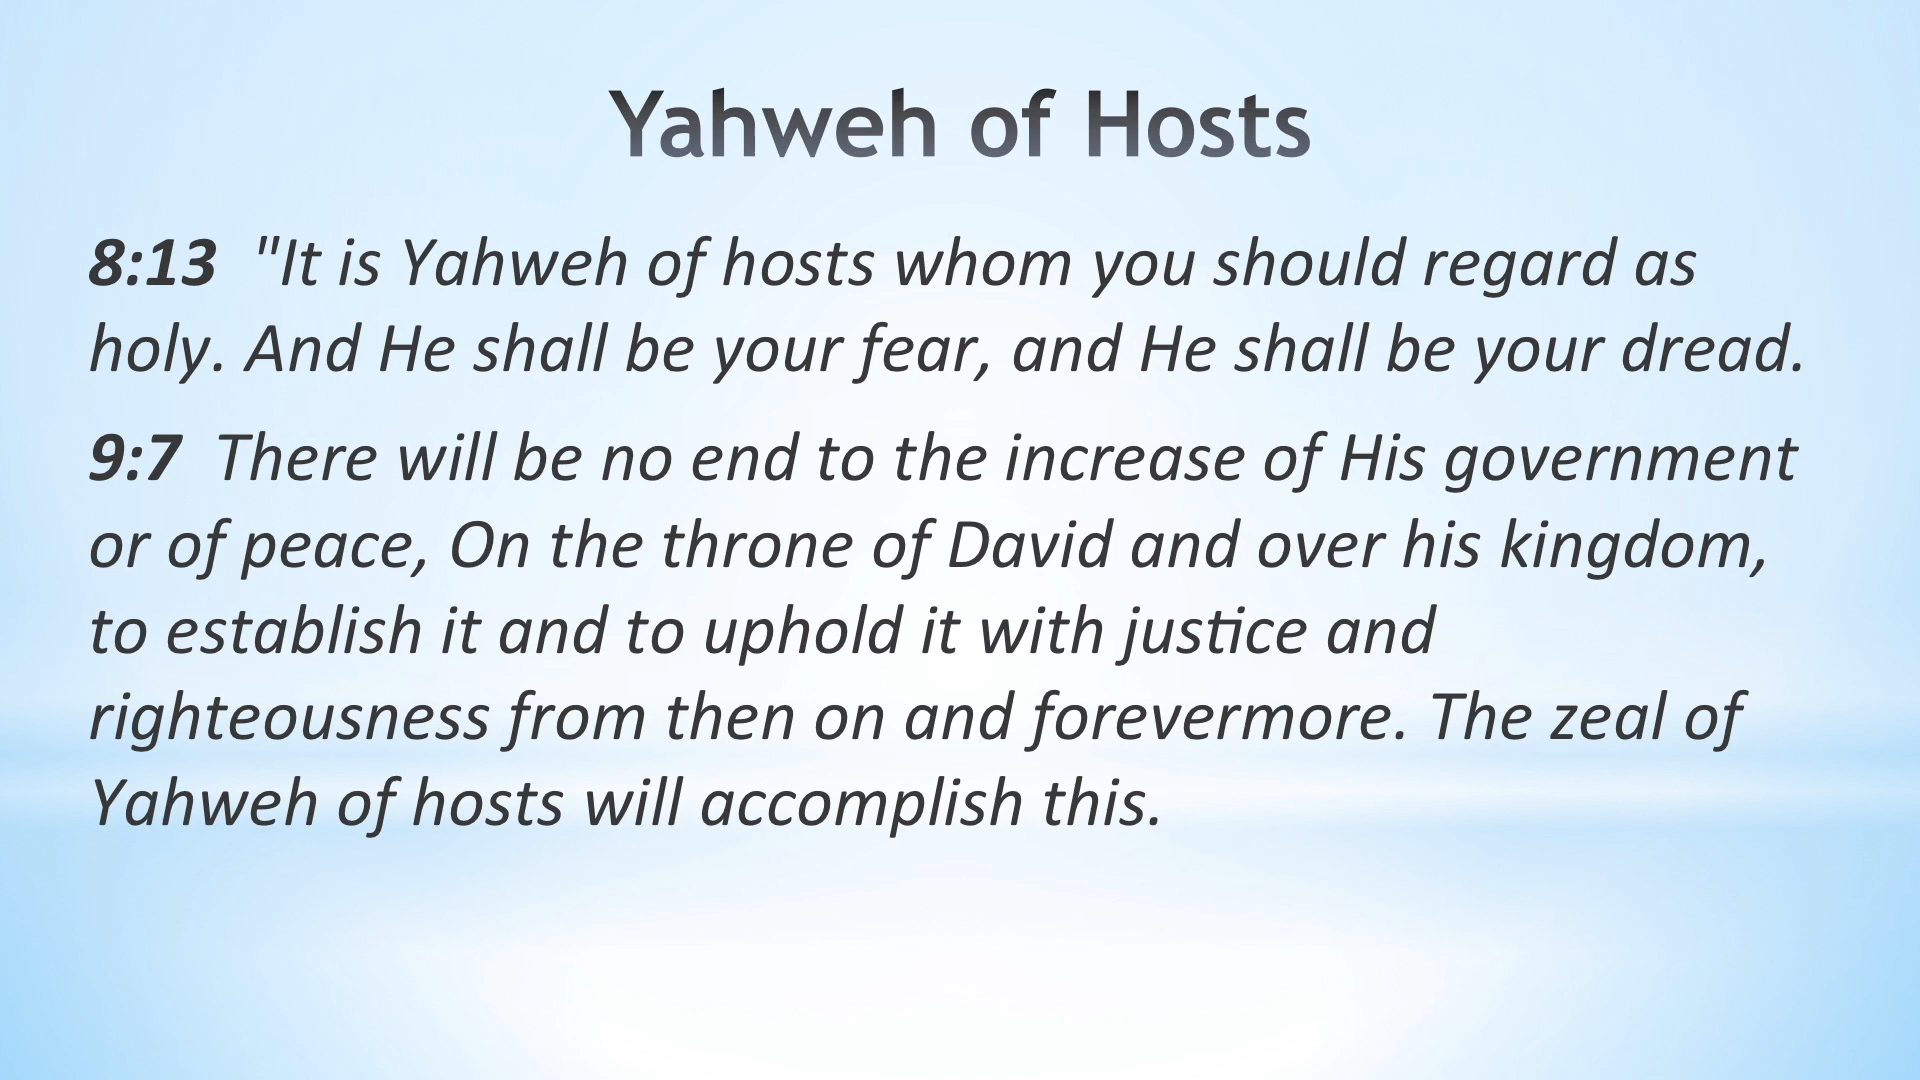 Yahweh of Hosts
8:13 "It is Yahweh of hosts whom you should regard as
holy. And He shall be your fear, and He shall be your dread.
9:7 There will be no end to the increase of His government
or of peace, On the throne of David and over his kingdom,
to establish it and to uphold it with justice and
righteousness from then on and forevermore. The zeal of
Yahweh of hosts will accomplish this.